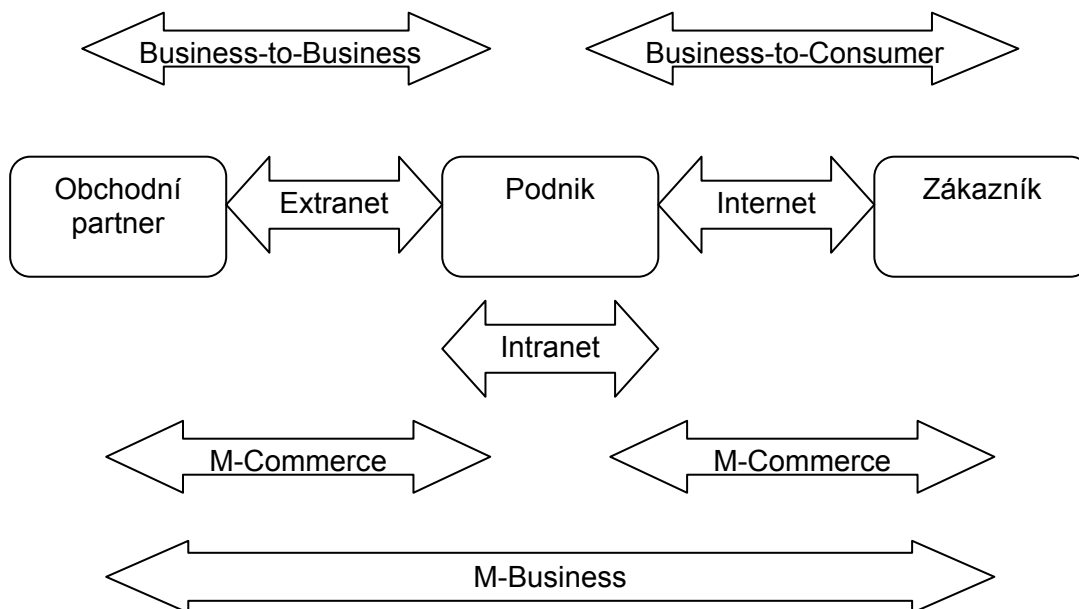 Business-to-Business
Business-to-Consumer
Obchodní
partner
Extranet
Podnik
Internet
Zákazník
Intranet
M-Commerce
M-Commerce
M-Business